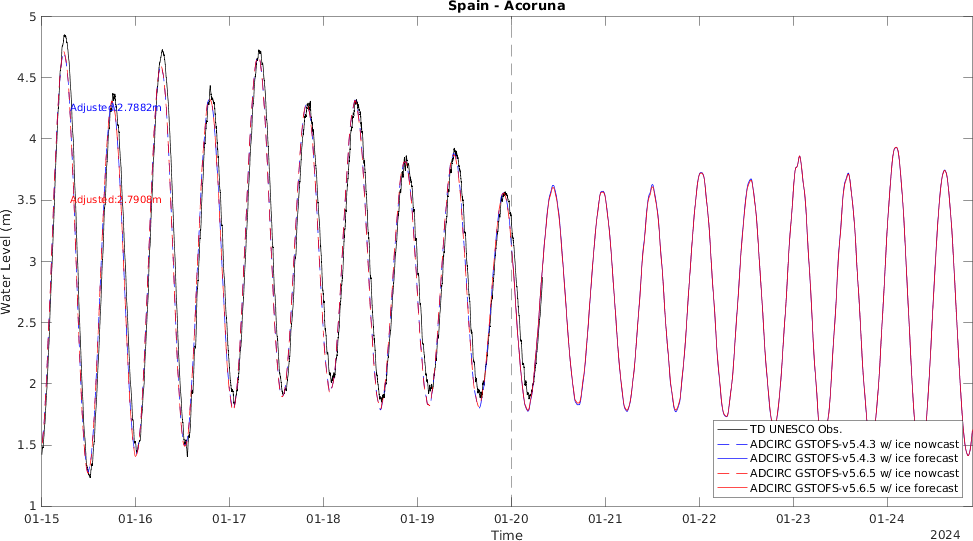 Spain - Acoruna
5
4.5
4
3.5
3
2.5
2
1.5
1
Water Level (m)
Adjusted:2.7882m
Adjusted:2.7908m
TD UNESCO Obs.
ADCIRC GSTOFS-v5.4.3 w/ ice nowcast
ADCIRC GSTOFS-v5.4.3 w/ ice forecast
ADCIRC GSTOFS-v5.6.5 w/ ice nowcast
ADCIRC GSTOFS-v5.6.5 w/ ice forecast
01-15 01-16 01-17 01-18 01-19 01-20 01-21 01-22 01-23 01-24
Time
2024